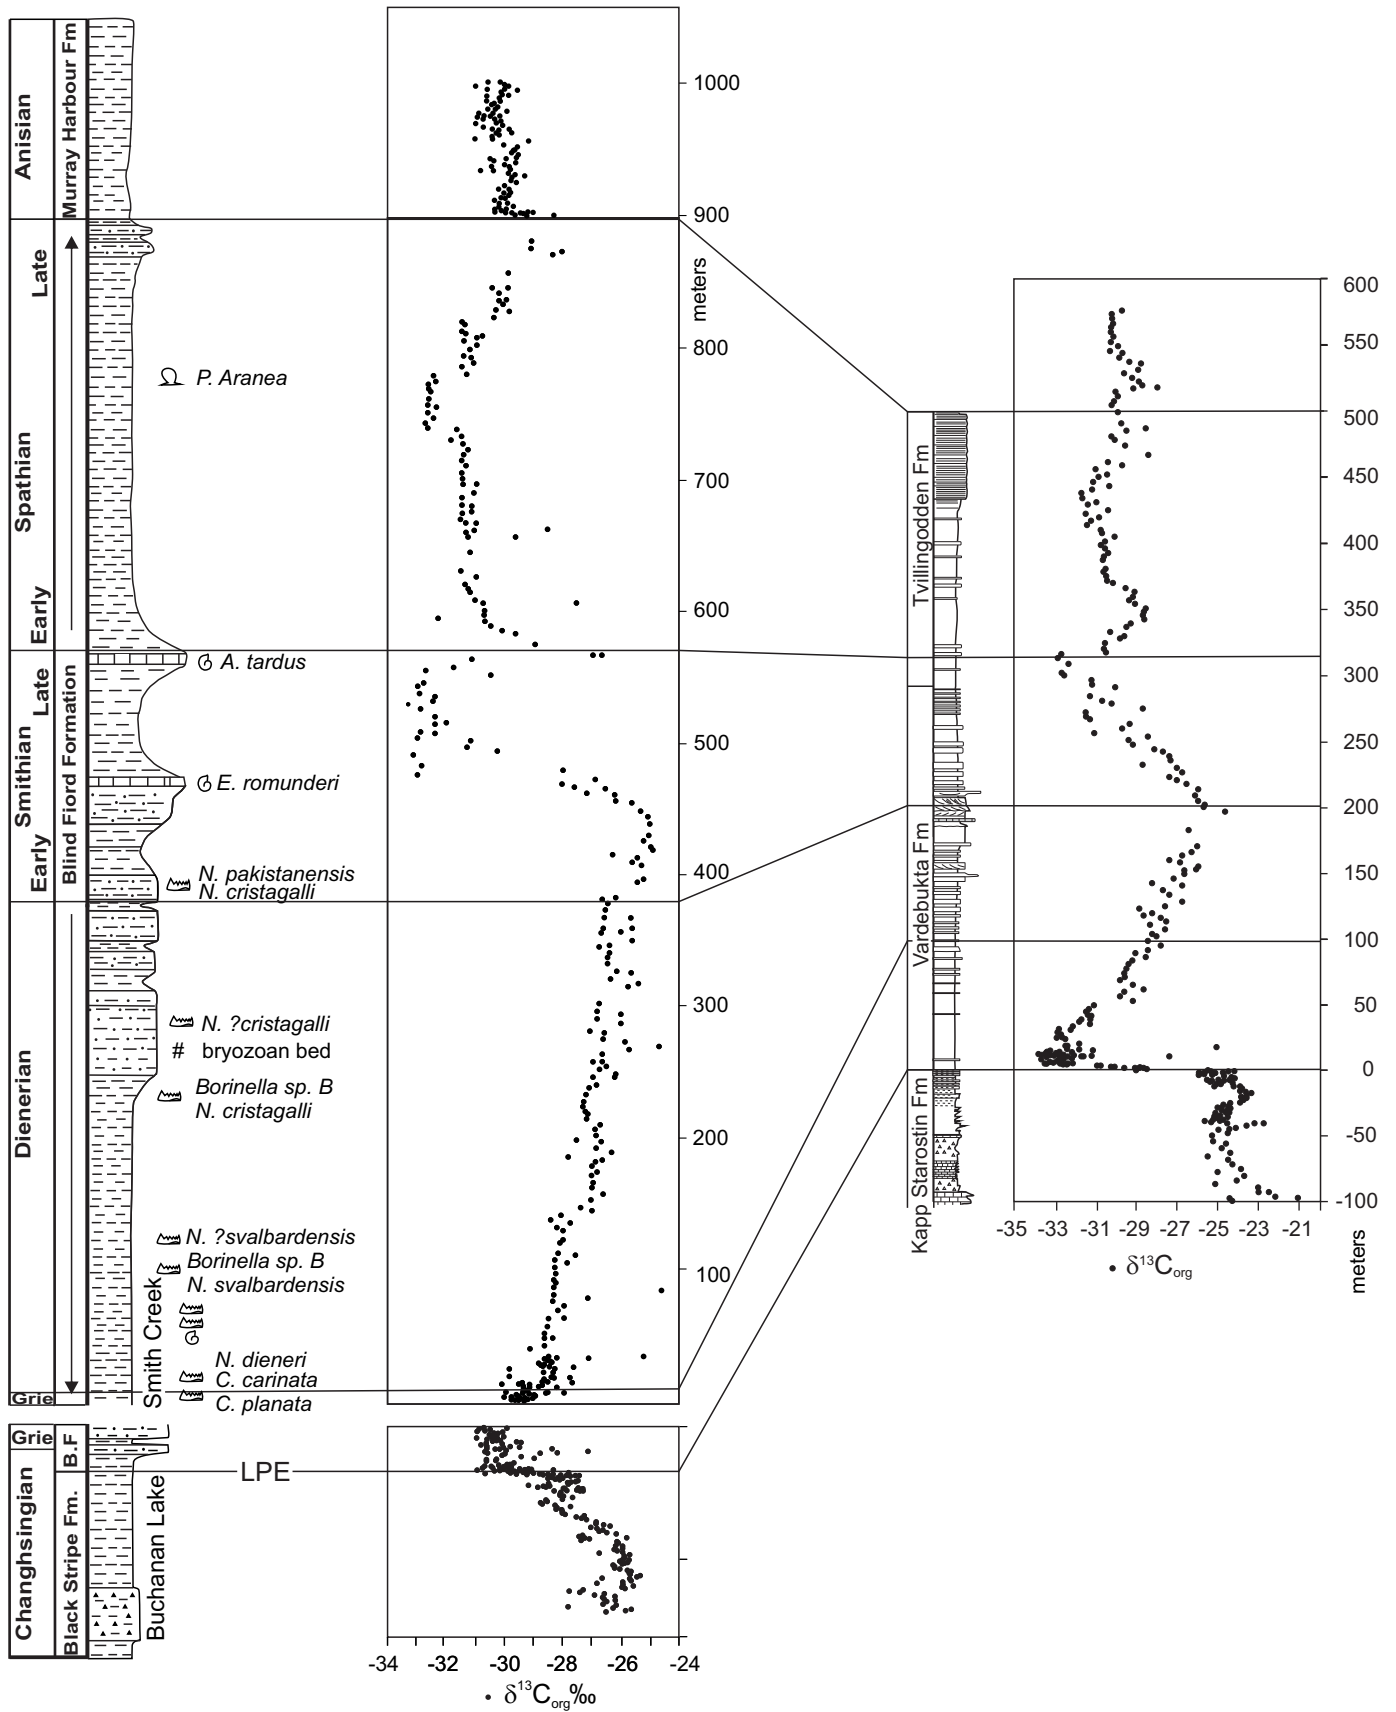 Anisian
Late
Spathian
Early
Late
Smithian
Early
Dienerian
Grie
Grie
Changhsingian
Murray Harbour Fm
Blind Fiord Formation
B.F
Black Stripe Fm.
Smith Creek
Buchanan Lake
P. Aranea
A. tardus
E. romunderi
N. pakistanensis
N. cristagalli
N. ?cristagalli
# bryozoan bed
Borinella sp. B
N. cristagalli
N. ?svalbardensis
Borinella sp. B
N. svalbardensis
N. dieneri
C. carinata
C. planata
LPE
1000
900
meters
800
700
600
500
400
300
200
100
-34 -32 -30 -28 -26 -24
• δ13Corg‰
Tvillingodden Fm
Vardebukta Fm
Kapp Starostin Fm
600
550
500
450
400
350
300
250
200
150
100
50
0
-50
-100
-35 -33 -31 -29 -27 -25 -23 -21
• δ13Corg
meters